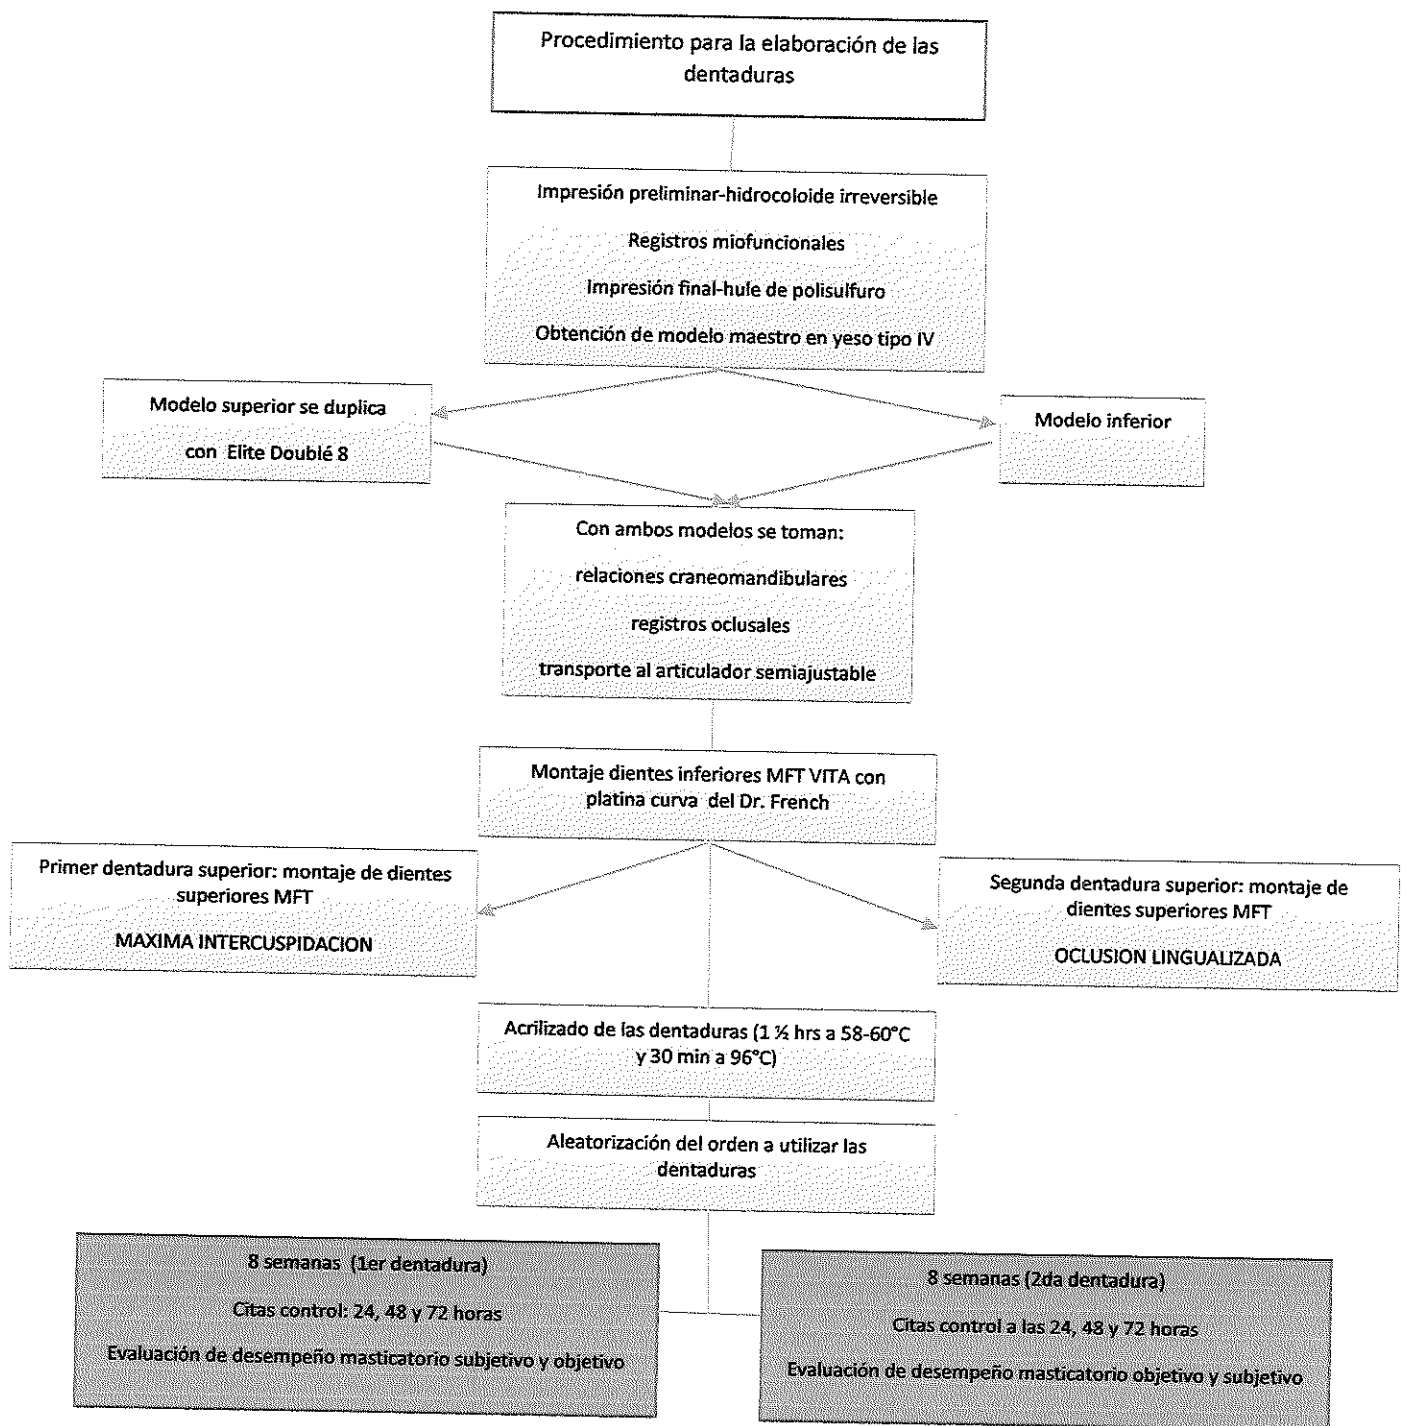 Procedimiento para la elaboración de las
dentaduras
Impresión preliminar-hidrocoloide irreversible
Registros miofuncionales
Impresión final-hule de polisulfuro
Obtención de modelo maestro en yeso tipo IV
Modelo superior se duplica
con Elite Doublé 8
Modelo inferior
Con ambos modelos se toman:
relaciones craneomandibulares
registros oclusales
transporte al articulador semiajustable
Montaje dientes inferiores MFT VITA con
platina curva del Dr. French
Primer dentadura superior: montaje de dientes
superiores MFT
MAXIMA INTERCUSPIDACION
Segunda dentadura superior: montaje de
dientes superiores MFT
OCLUSION LINGUALIZADA
Acrilizado de las dentaduras (1 ½ hrs a 58-60°C
y 30 min a 96°C)
Aleatorización del orden a utilizar las
dentaduras
8 semanas (1er dentadura)
Citas control: 24, 48 y 72 horas
Evaluación de desempeño masticatorio subjetivo y objetivo
8 semanas (2da dentadura)
Citas control a las 24, 48 y 72 horas
Evaluación de desempeño masticatorio objetivo y subjetivo